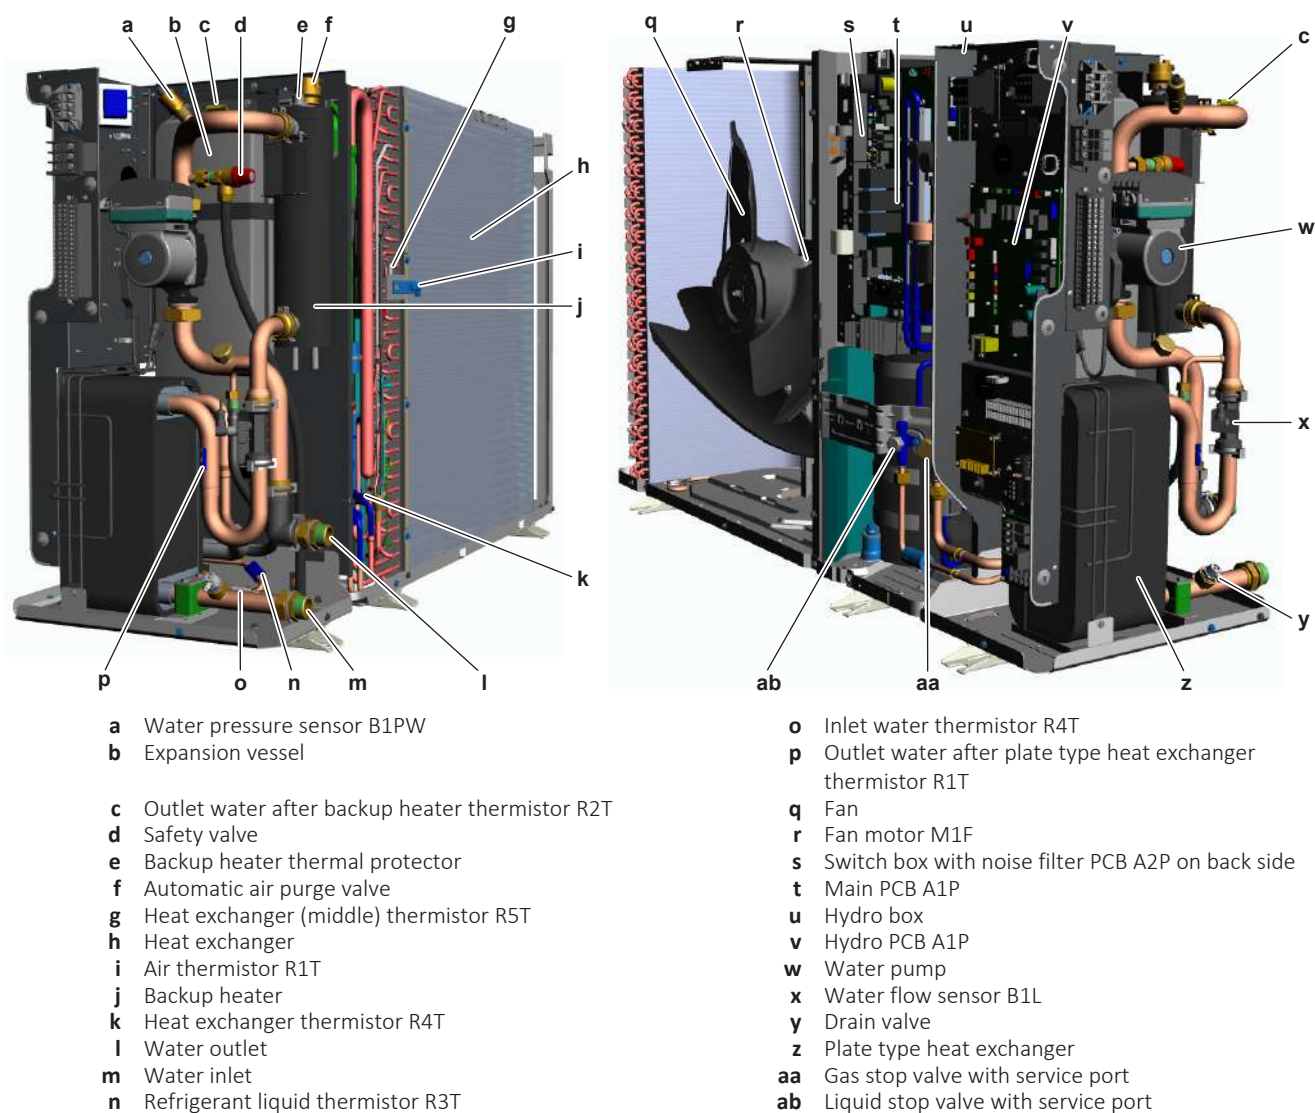 a b c d e f g
h
i
j
k
p o n m l
q r s t u v c
w
x
y
ab aa z
a Water pressure sensor B1PW
b Expansion vessel
c Outlet water after backup heater thermistor R2T
d Safety valve
e Backup heater thermal protector
f Automatic air purge valve
g Heat exchanger (middle) thermistor R5T
h Heat exchanger
i Air thermistor R1T
j Backup heater
k Heat exchanger thermistor R4T
l Water outlet
m Water inlet
n Refrigerant liquid thermistor R3T
o Inlet water thermistor R4T
p Outlet water after plate type heat exchanger
thermistor R1T
q Fan
r Fan motor M1F
s Switch box with noise filter PCB A2P on back side
t Main PCB A1P
u Hydro box
v Hydro PCB A1P
w Water pump
x Water flow sensor B1L
y Drain valve
z Plate type heat exchanger
aa Gas stop valve with service port
ab Liquid stop valve with service port